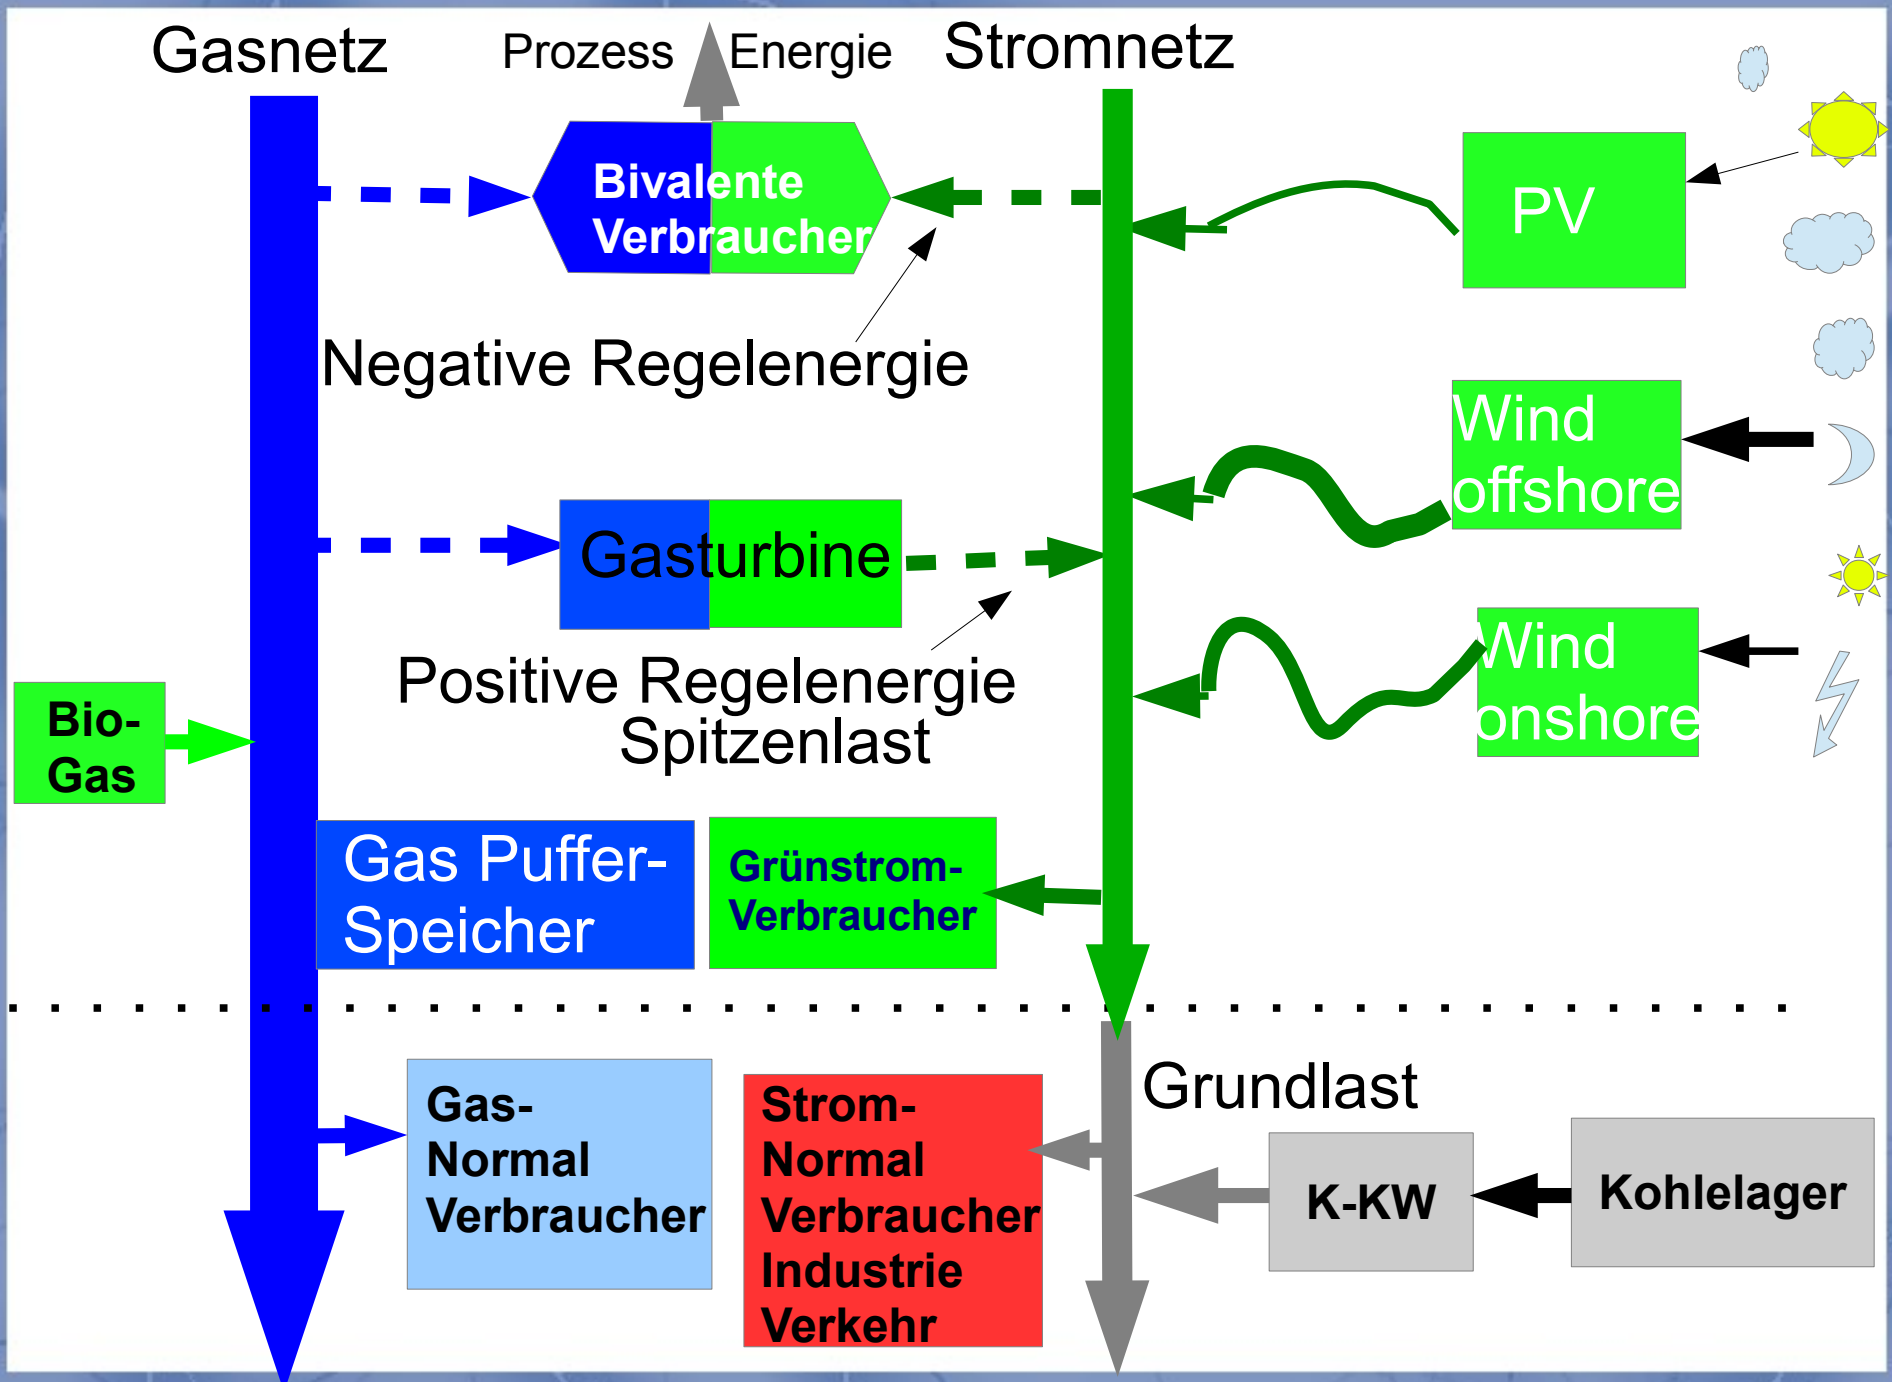 Gasnetz
Prozess Energie
Stromnetz
Bivalente
Verbraucher
PV
Negative Regelenergie
Wind
offshore
Gasturbine
Wind
onshore
Positive Regelenergie
Spitzenlast
Bio-
Gas
Gas Puffer-
Speicher
Grünstrom-
Verbraucher
Grundlast
Gas-
Normal
Verbraucher
Strom-
Normal
Verbraucher
Industrie
Verkehr
K-KW
Kohlelager